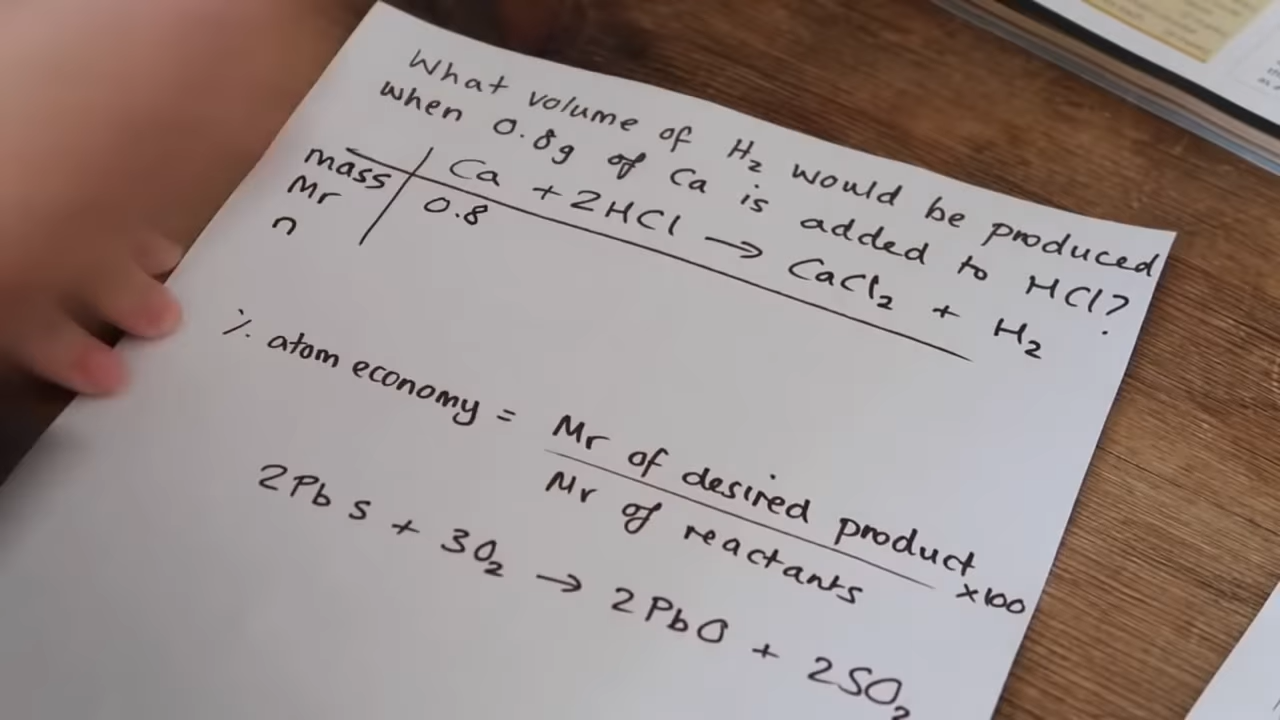 What volume of H₂ would be produced
when 0.8g of Ca is added to HCl?
Ca + 2HCl → CaCl₂ + H₂
mass 0.8
Mr
n
% atom economy = Mr of desired product
Mr of reactants ×100
2PbS + 3O₂ → 2PbO + 2SO₂